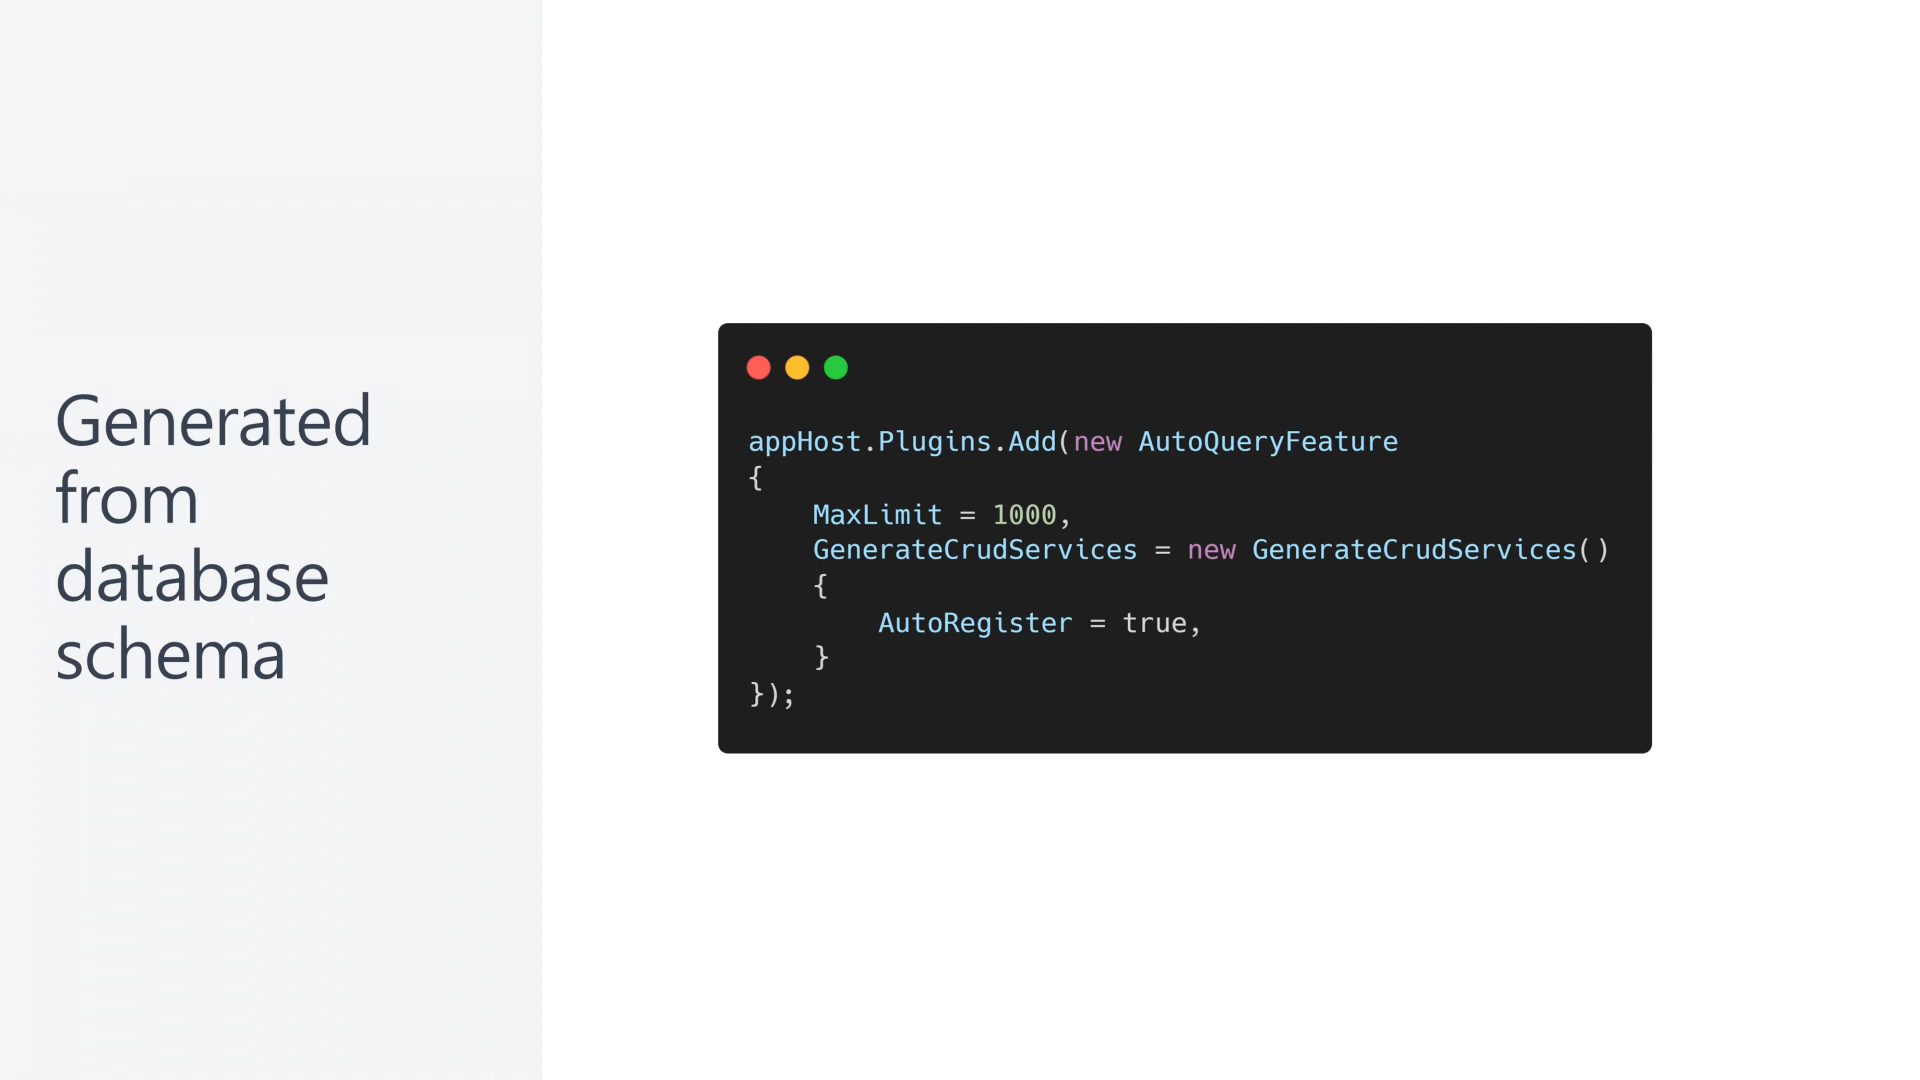 Generated
from
database
schema
appHost.Plugins.Add(new AutoQueryFeature
{
    MaxLimit = 1000,
    GenerateCrudServices = new GenerateCrudServices()
    {
        AutoRegister = true,
    }
});